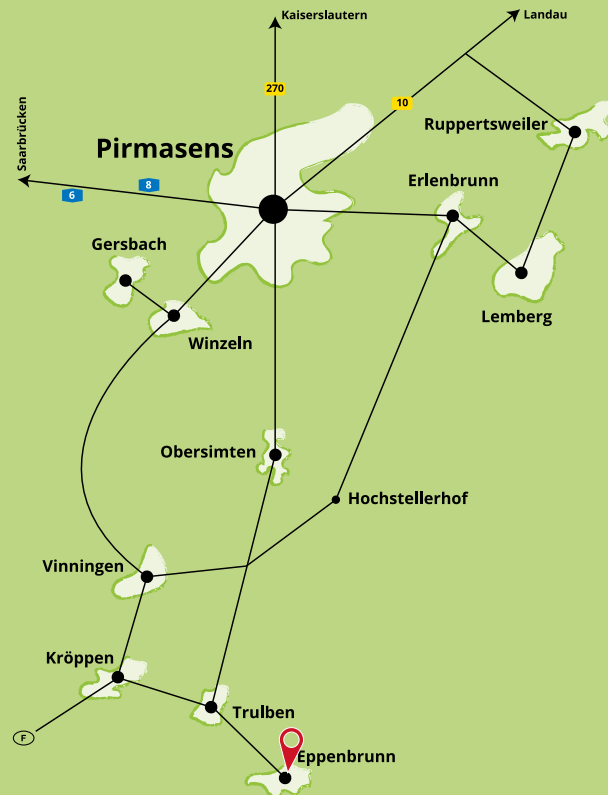 Kaiserslautern
Landau
270
10
Saarbrücken
Ruppertsweiler
Pirmasens
Erlenbrunn
8
6
Gersbach
Lemberg
Winzeln
Obersimten
Hochstellerhof
Vinningen
Kröppen
Trulben
F
Eppenbrunn